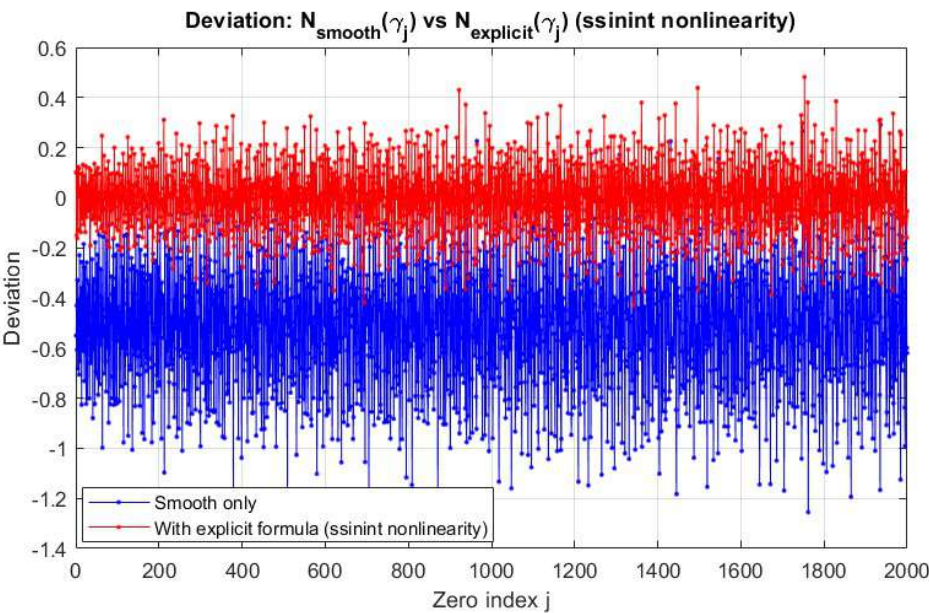 Deviation: N_smooth(γ_j) vs N_explicit(γ_j) (ssinint nonlinearity)
0.6
0.4
0.2
0
-0.2
-0.4
-0.6
-0.8
-1
-1.2
-1.4
Deviation
Smooth only
With explicit formula (ssinint nonlinearity)
0 200 400 600 800 1000 1200 1400 1600 1800 2000
Zero index j